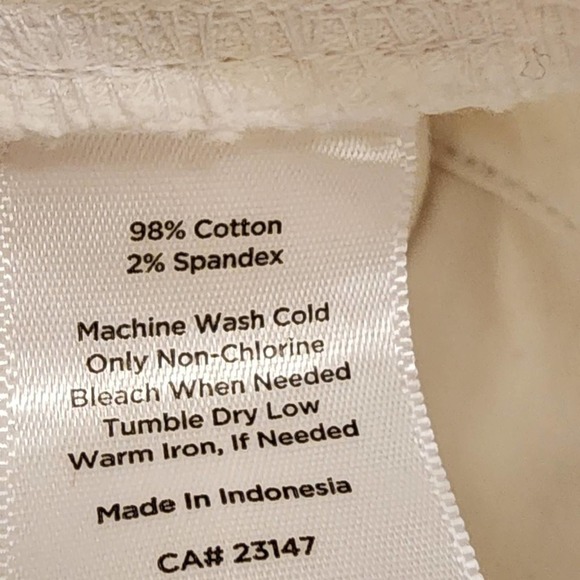 98% Cotton
2% Spandex
Machine Wash Cold
Only Non-Chlorine
Bleach When Needed
Tumble Dry Low
Warm Iron, If Needed
Made In Indonesia
CA# 23147